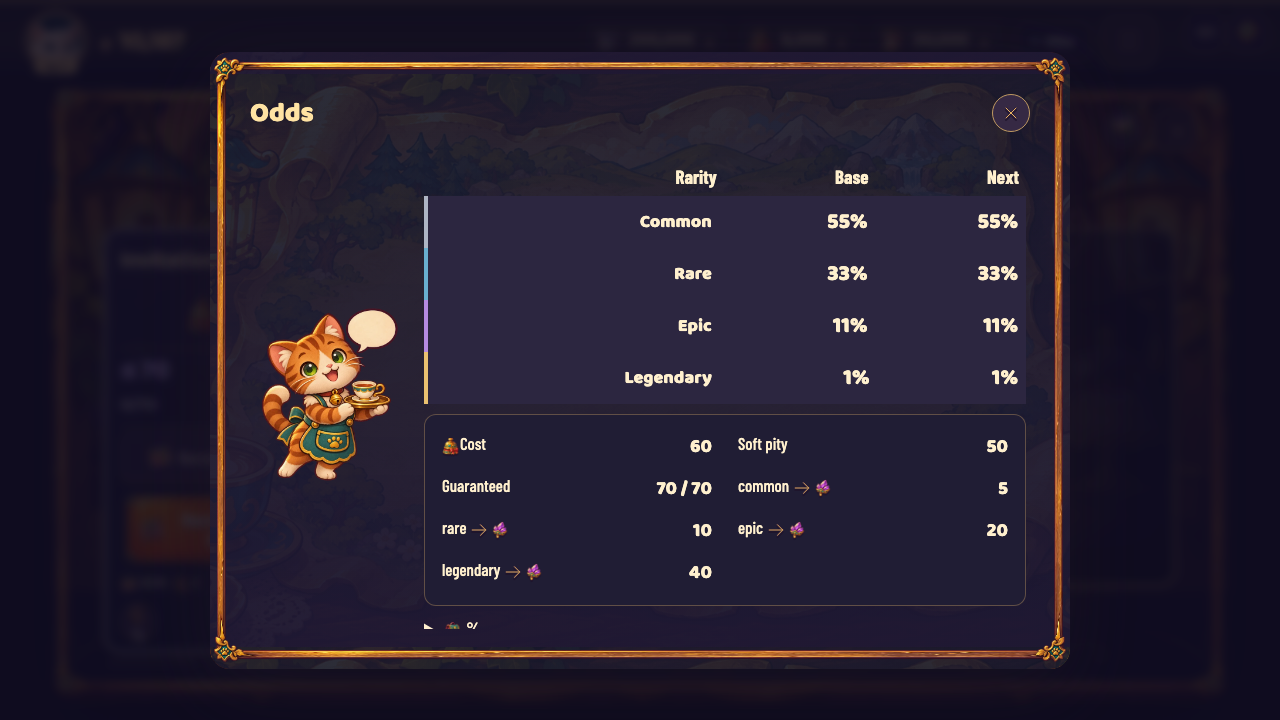 Odds
Rarity Base Next
Common 55% 55%
Rare 33% 33%
Epic 11% 11%
Legendary 1% 1%
Cost 60 Soft pity 50
Guaranteed 70 / 70 common → 5
rare → 10 epic → 20
legendary → 40
%